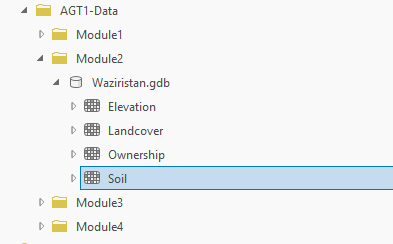 AGT1-Data
Module1
Module2
Waziristan.gdb
Elevation
Landcover
Ownership
Soil
Module3
Module4